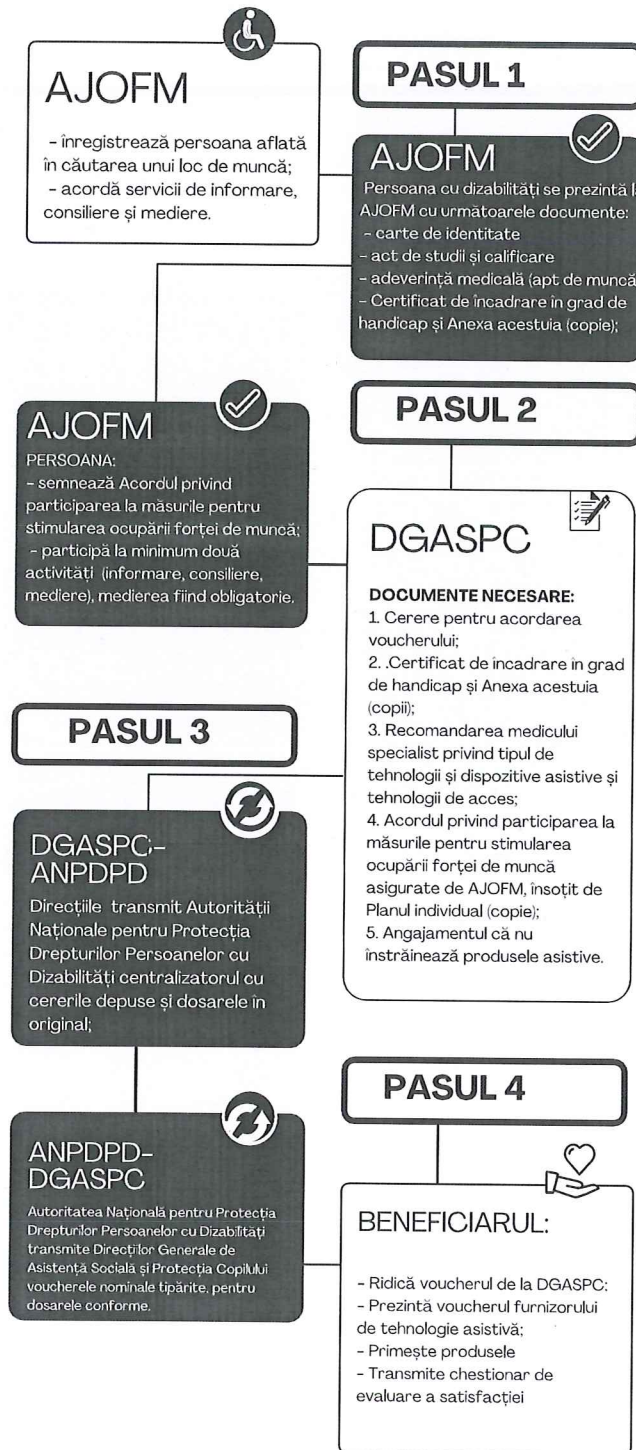 AJOFM
- înregistrează persoana aflată
în căutarea unui loc de muncă;
- acordă servicii de informare,
consiliere și mediere.
PASUL 1
AJOFM
Persoana cu dizabilități se prezintă l
AJOFM cu următoarele documente:
- carte de identitate
- act de studii și calificare
- adeverință medicală (apt de muncă
- Certificat de încadrare în grad de
handicap și Anexa acestuia (copie);
AJOFM
PERSOANA:
- semnează Acordul privind
participarea la măsurile pentru
stimularea ocupării forței de muncă;
- participă la minimum două
activități (informare, consiliere,
mediere), medierea fiind obligatorie.
PASUL 2
DGASPC
DOCUMENTE NECESARE:
1. Cerere pentru acordarea
voucherului;
2. .Certificat de incadrare in grad
de handicap și Anexa acestuia
(copii);
3. Recomandarea medicului
specialist privind tipul de
tehnologii și dispozitive asistive și
tehnologii de acces;
4. Acordul privind participarea la
măsurile pentru stimularea
ocupării forței de muncă
asigurate de AJOFM, însoțit de
Planul individual (copie);
5. Angajamentul că nu
înstrăinează produsele asistive.
PASUL 3
DGASPC-
ANPDPD
Direcțiile transmit Autorității
Naționale pentru Protecția
Drepturilor Persoanelor cu
Dizabilități centralizatorul cu
cererile depuse și dosarele în
original;
ANPDPD-
DGASPC
Autoritatea Națională pentru Protecția
Drepturilor Persoanelor cu Dizabilități
transmite Direcțiilor Generale de
Asistență Socială și Protecția Copilului
voucherele nominale tipărite, pentru
dosarele conforme.
PASUL 4
BENEFICIARUL:
- Ridică voucherul de la DGASPC;
- Prezintă voucherul furnizorului
de tehnologie asistivă;
- Primește produsele
- Transmite chestionar de
evaluare a satisfacției